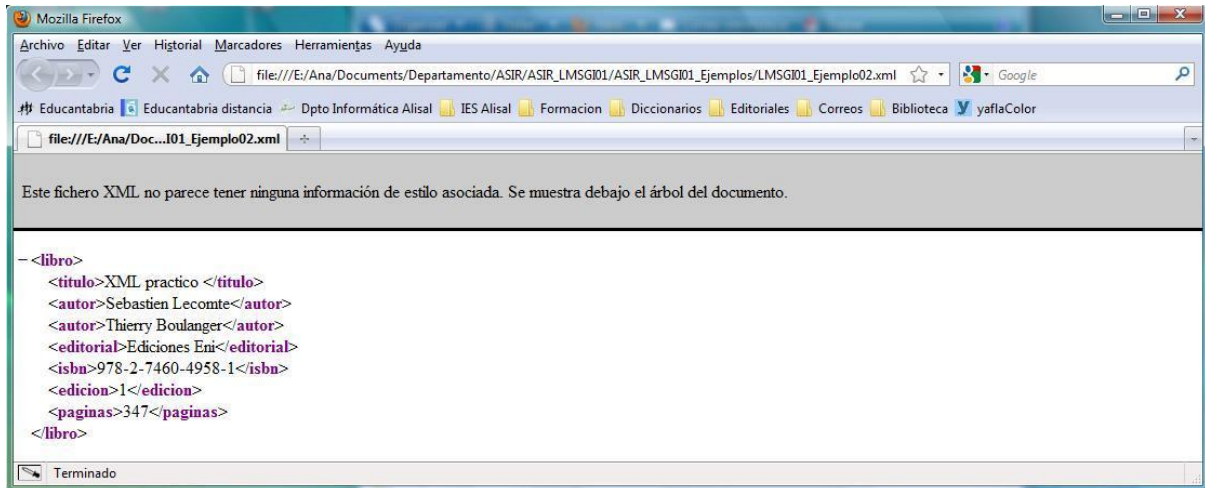 Mozilla Firefox
Archivo Editar Ver Historial Marcadores Herramientas Ayuda
file:///E:/Ana/Documents/Departamento/ASIR/ASIR_LMSGI01/ASIR_LMSGI01_Ejemplos/LMSGI01_Ejemplo02.xml Google
Educantabria Educantabria distancia Dpto Informática Alisal IES Alisal Formacion Diccionarios Editoriales Correos Biblioteca yaflaColor
file:///E:/Ana/Doc...I01_Ejemplo02.xml
Este fichero XML no parece tener ninguna información de estilo asociada. Se muestra debajo el árbol del documento.
−<libro>
<titulo>XML practico </titulo>
<autor>Sebastien Lecomte</autor>
<autor>Thierry Boulanger</autor>
<editorial>Ediciones Eni</editorial>
<isbn>978-2-7460-4958-1</isbn>
<edicion>1</edicion>
<paginas>347</paginas>
</libro>
Terminado